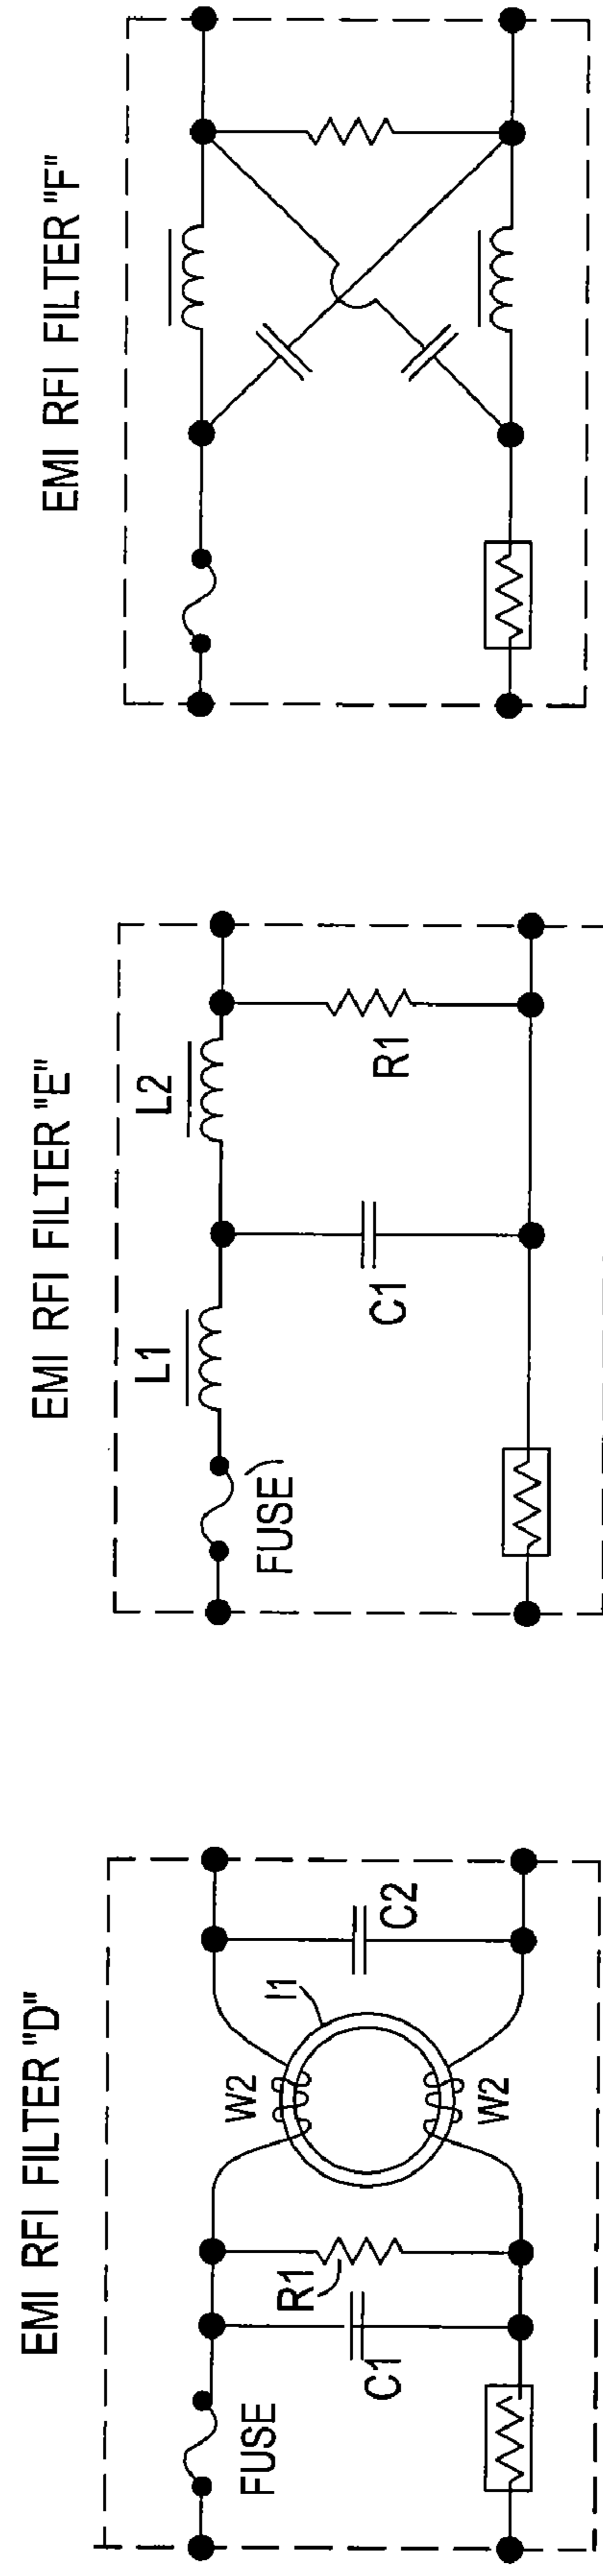 EMI RFI FILTER "D"
FUSE
C1
R1
W2
W2
I1
C2
EMI RFI FILTER "E"
FUSE
L1
C1
L2
R1
EMI RFI FILTER "F"